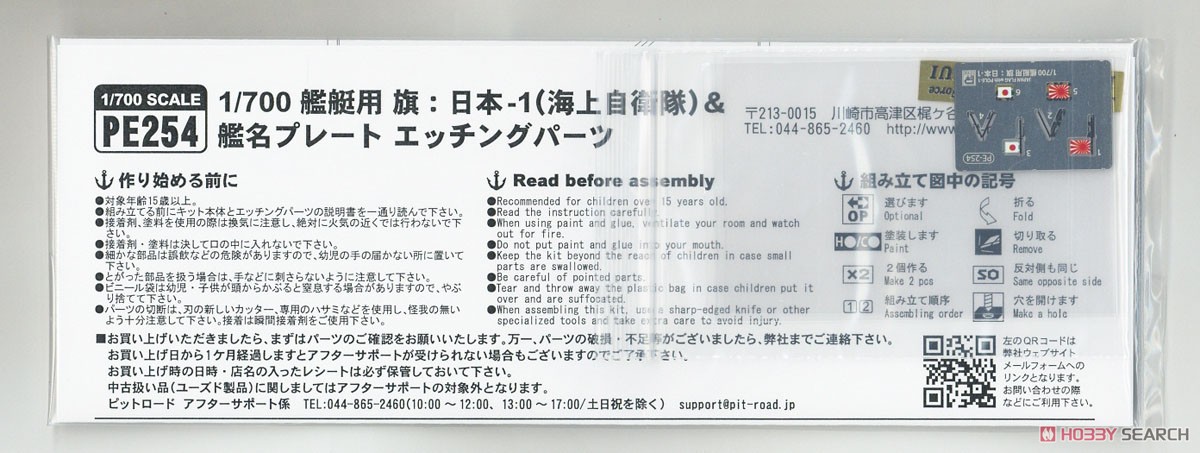 1/700 SCALE
PE254
1/700 艦艇用 旗：日本-1(海上自衛隊)＆
艦名プレート エッチングパーツ
〒213-0015 川崎市高津区梶ケ谷
TEL:044-865-2460 http://www
1/700 艦艇用 旗：日本-1
PE-254
6
5
4
2
3
1
作り始める前に
●対象年齢15歳以上。
●組み立てる前にキット本体とエッチングパーツの説明書を一通り読んで下さい。
●接着剤、塗料を使用の際は換気に注意し、絶対に火気の近くでは行わないで下さい。
●接着剤・塗料は決して口の中に入れないで下さい。
●細かな部品は誤飲などの危険がありますので、幼児の手の届かない所に置いて
下さい。
●とがった部品を扱う場合は、手などに刺さらないように注意して下さい。
●ビニール袋は幼児・子供が頭からかぶると窒息する場合がありますので、やぶ
り捨てて下さい。
●パーツの切断は、刃の新しいカッター、専用のハサミなどを使用し、怪我の無い
よう十分注意して下さい。接着は瞬間接着剤をご使用下さい。
Read before assembly
●Recommended for children over 15 years old.
●Read the instruction carefully.
●When using paint and glue, ventilate your room and watch
out for fire.
●Do not put paint and glue into your mouth.
●Keep the kit beyond the reach of children in case small
parts are swallowed.
●Be careful of pointed parts.
●Tear and throw away the plastic bag in case children put it
over and are suffocated.
●When assembling this kit, use a sharp-edged knife or other
specialized tools and take extra care to avoid injury.
組み立て図中の記号
OP 選びます
Optional
折る
Fold
HO/CO 塗装します
Paint
切り取る
Remove
×2 2個作る
Make 2 pcs
SO 反対側も同じ
Same opposite side
1 2 組み立て順序
Assembling order
穴を開けます
Make a hole
■お買い上げいただきましたら、まずはパーツのご確認をお願いいたします。万一、パーツの破損・不足等がございましたら、弊社までご連絡下さい。
お買い上げ日から1ケ月経過しますとアフターサポートが受けられない場合もございますのでご了承下さい。
お買い上げ時の日時・店名の入ったレシートは必ず保管しておいて下さい。
中古扱い品(ユーズド製品)に関しましてはアフターサポートの対象外となります。
ピットロード アフターサポート係 TEL:044-865-2460(10:00～12:00、13:00～17:00/土日祝を除く) support@pit-road.jp
左のQRコードは
弊社ウェブサイト
メールフォームへの
リンクとなります。
お問い合わせの際
などにご利用下さい。
HOBBY SEARCH